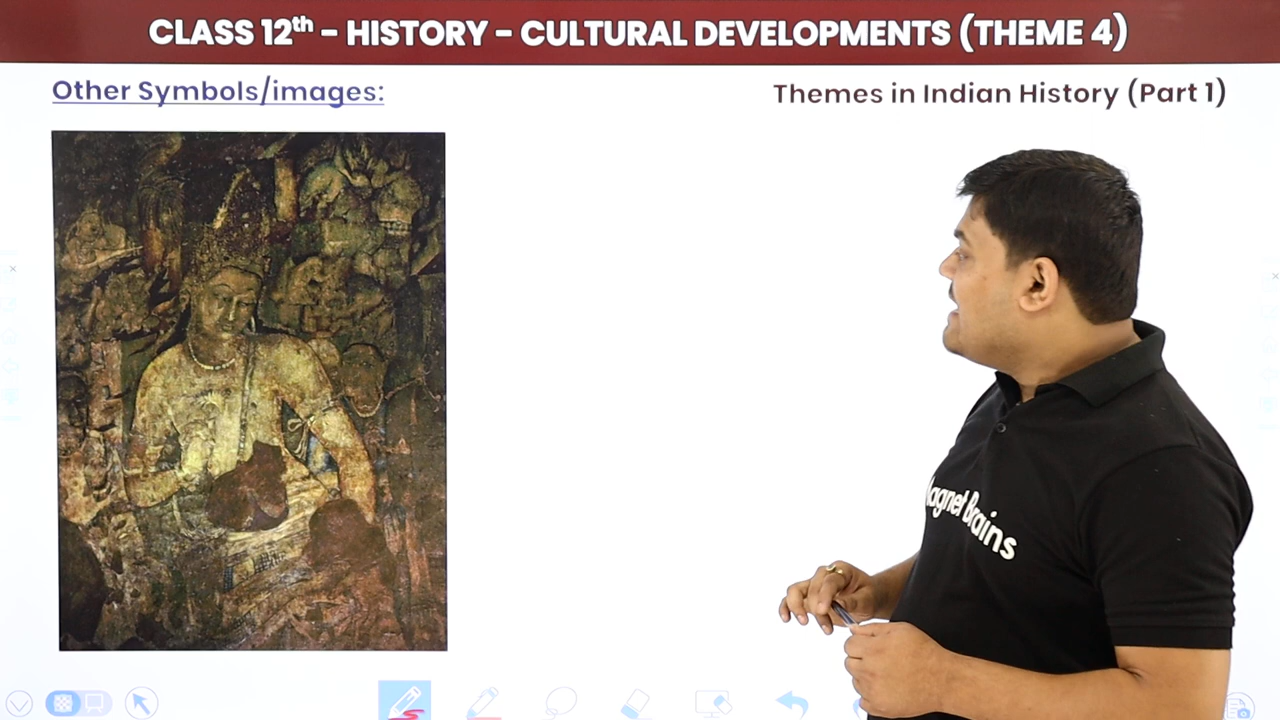 CLASS 12th – HISTORY – CULTURAL DEVELOPMENTS (THEME 4)
Other Symbols/images:
Themes in Indian History (Part 1)
Magnet Brains